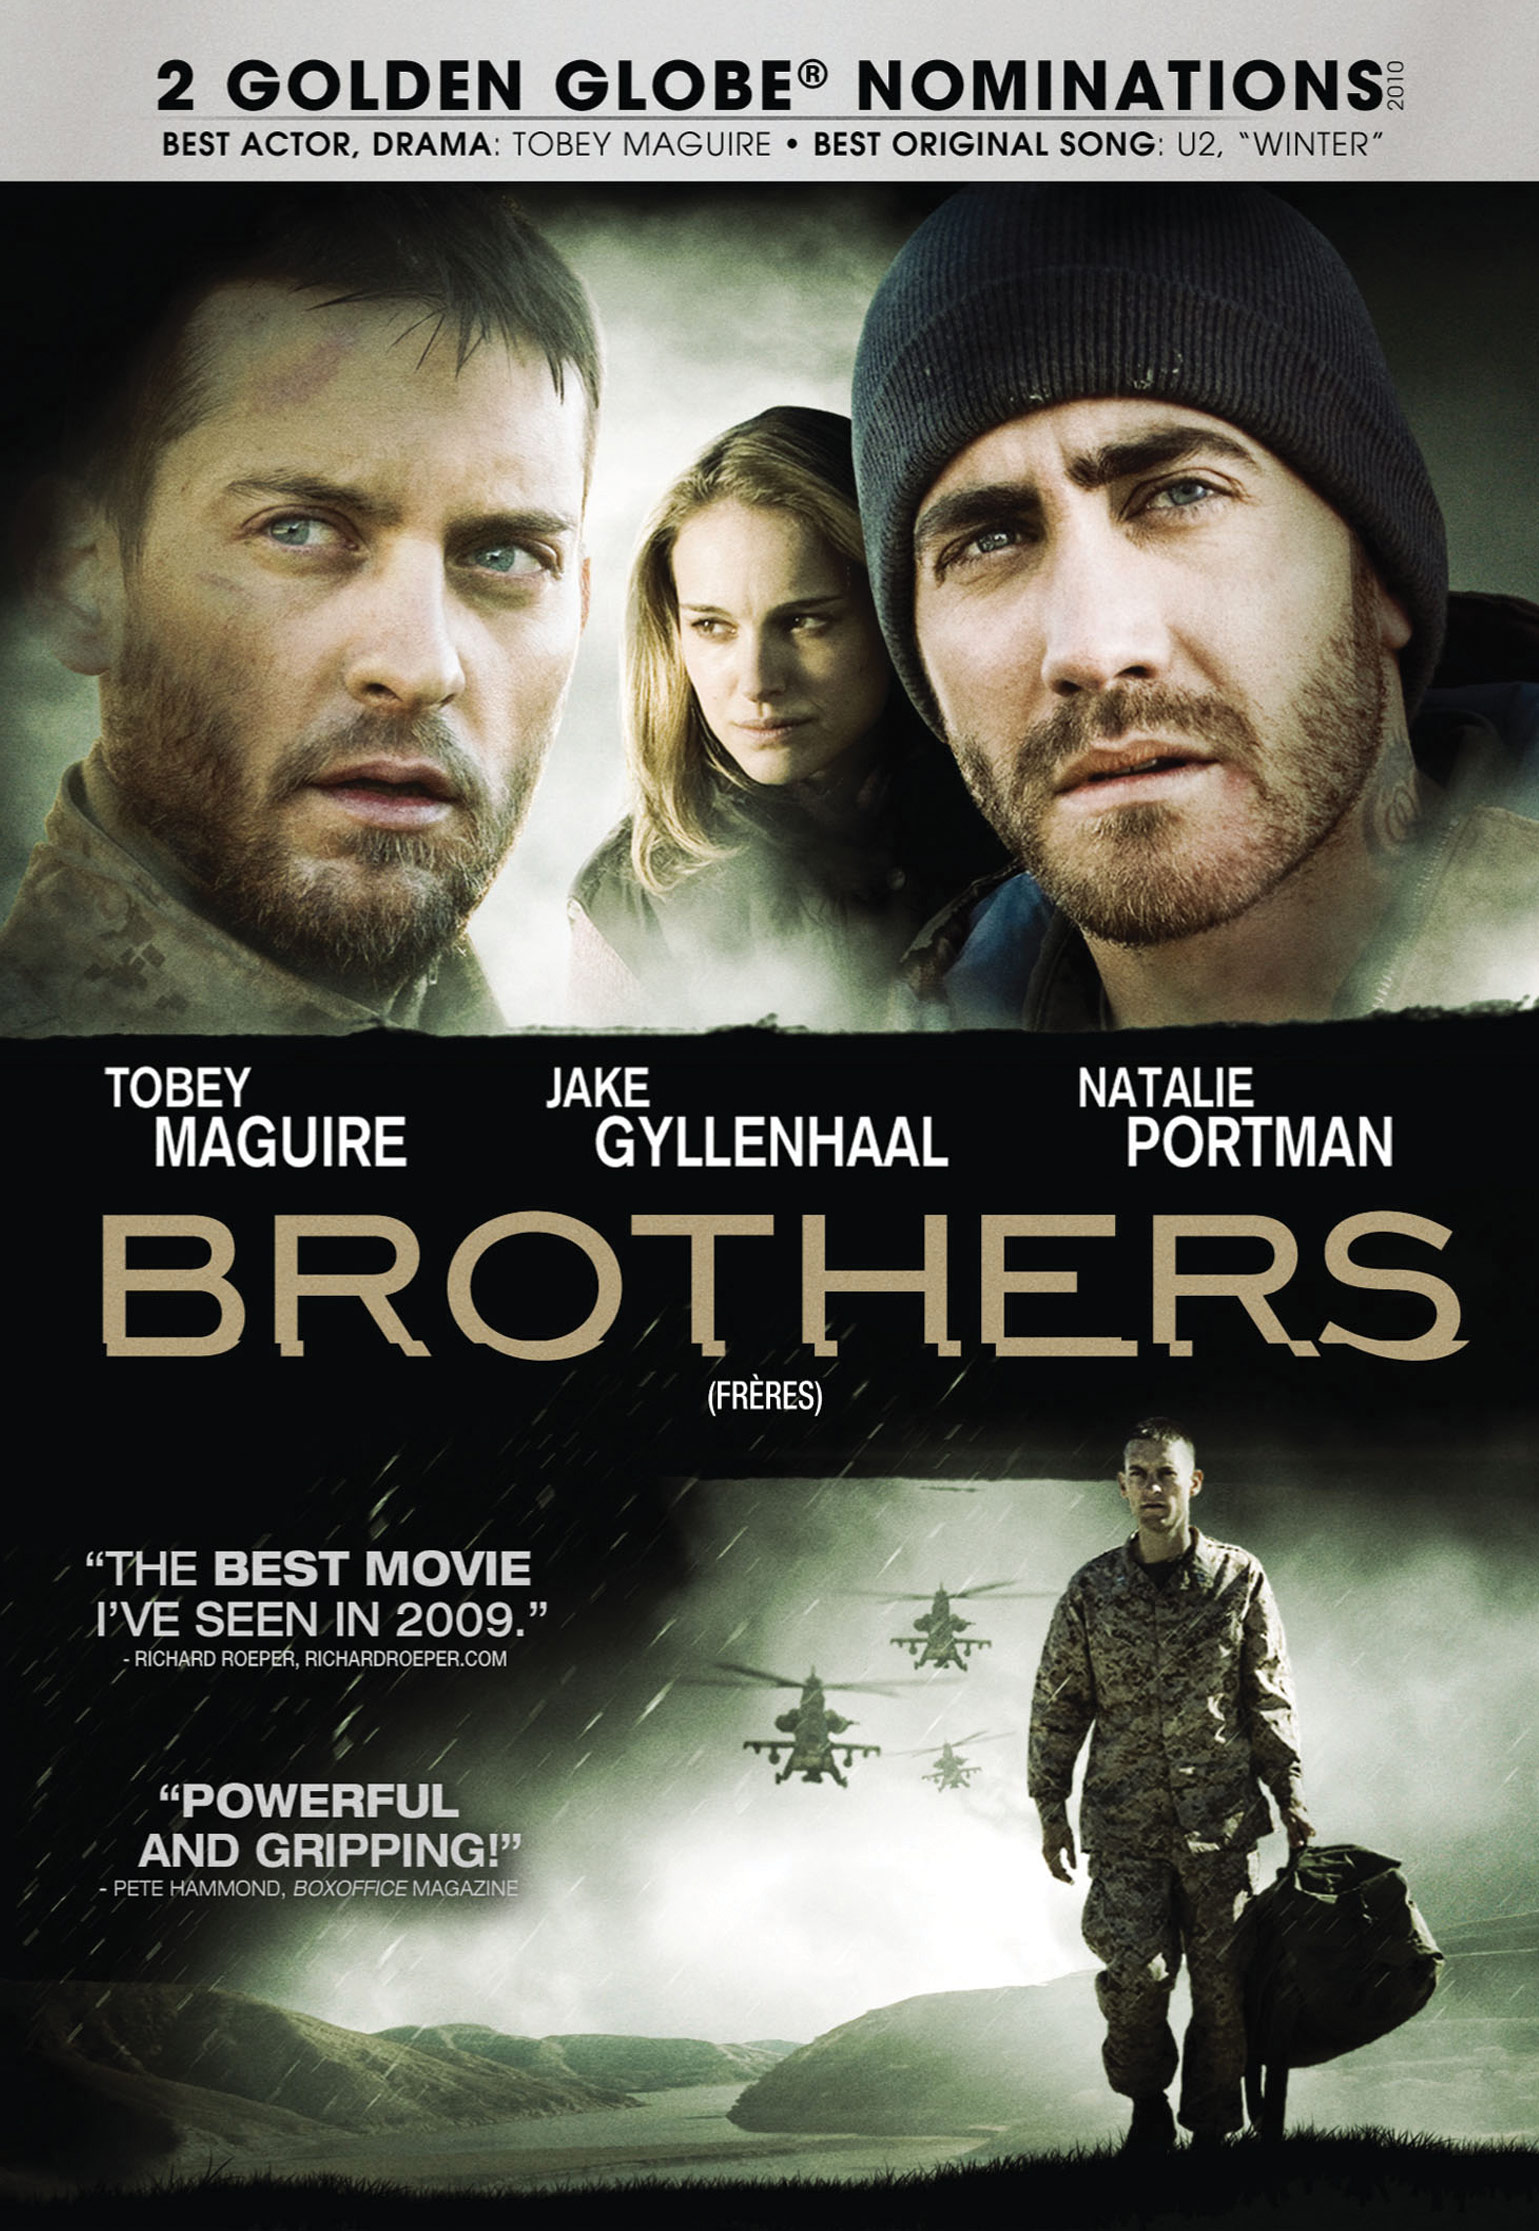 2 GOLDEN GLOBE® NOMINATIONS 2010
BEST ACTOR, DRAMA: TOBEY MAGUIRE • BEST ORIGINAL SONG: U2, “WINTER”
TOBEY MAGUIRE
JAKE GYLLENHAAL
NATALIE PORTMAN
BROTHERS
(FRÈRES)
“THE BEST MOVIE
I’VE SEEN IN 2009.”
- RICHARD ROEPER, RICHARDROEPER.COM
“POWERFUL
AND GRIPPING!”
- PETE HAMMOND, BOXOFFICE MAGAZINE